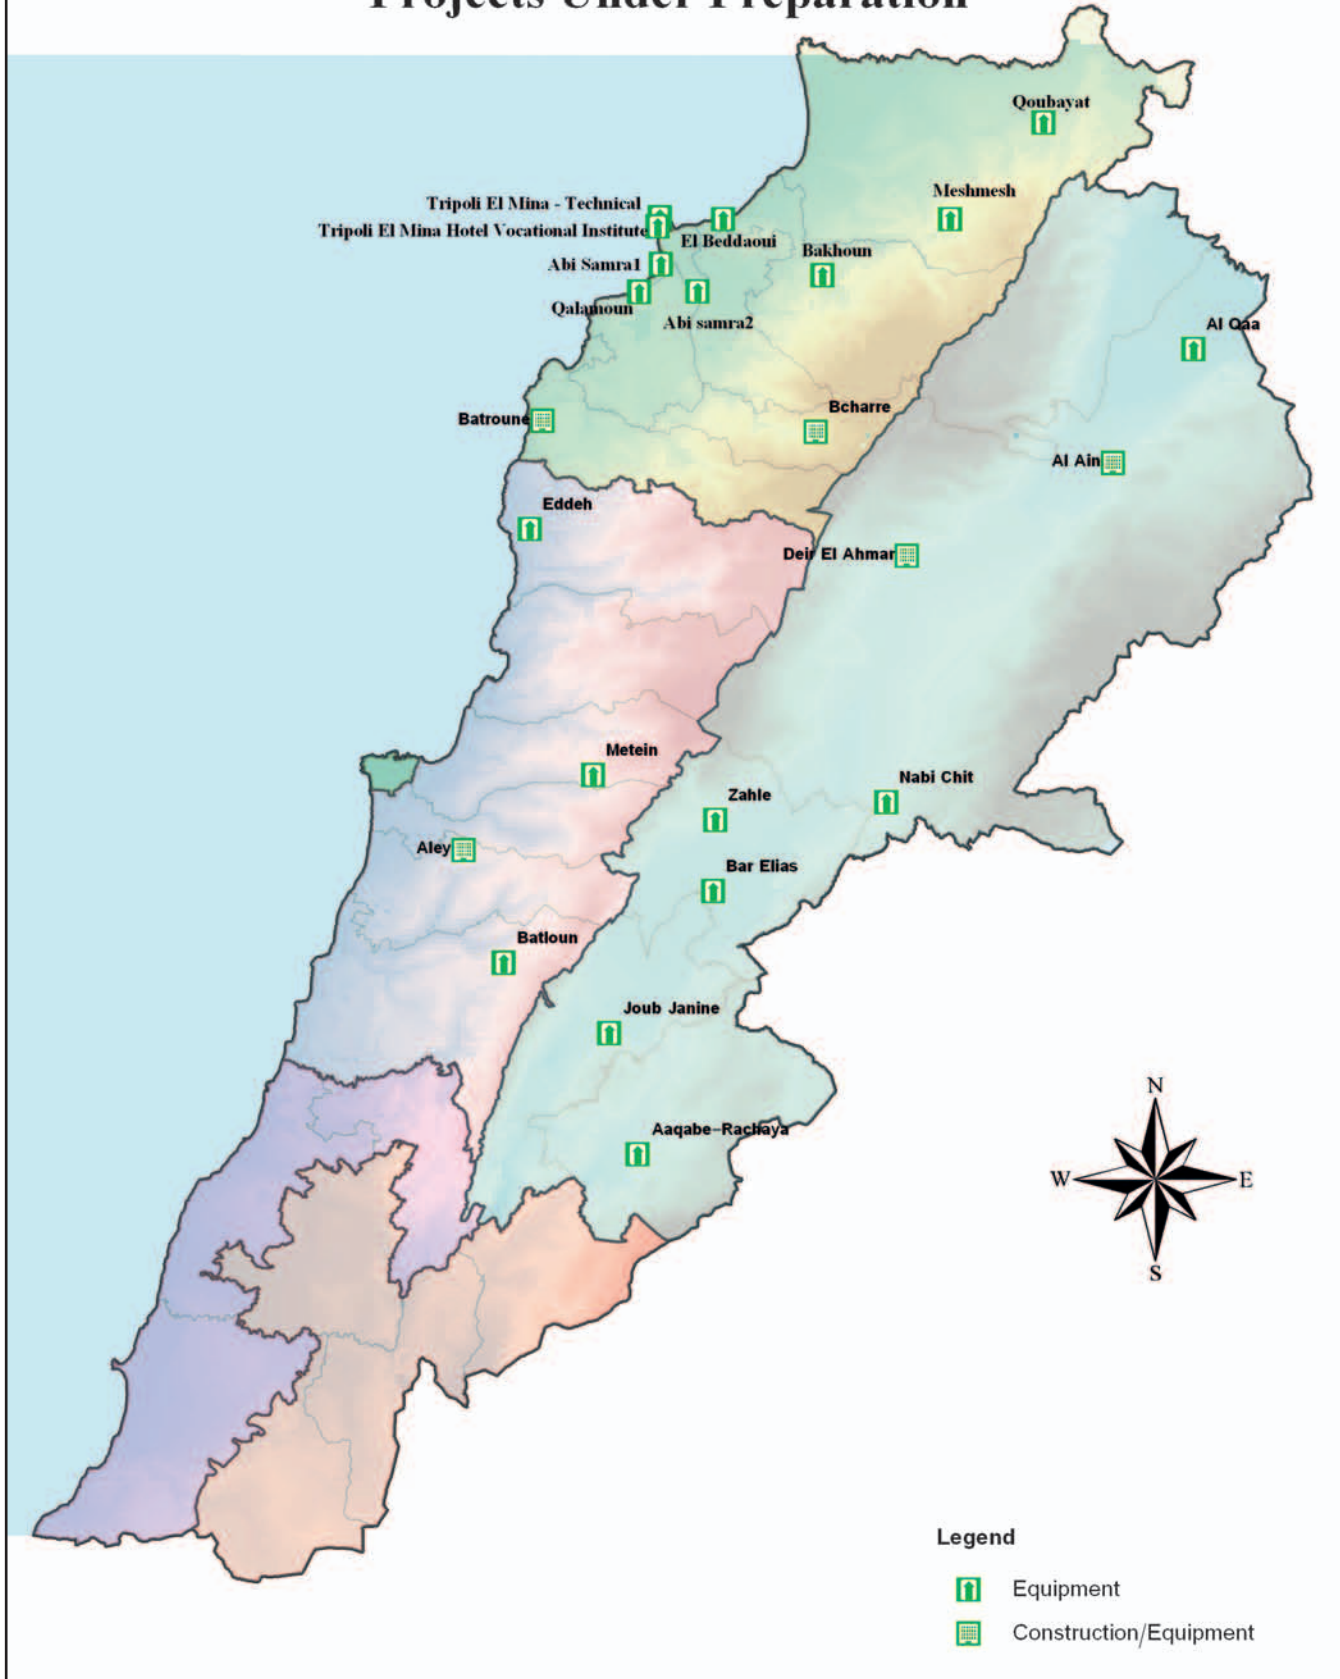 Projects Under Preparation
Qoubayat
Meshmesh
Tripoli El Mina - Technical
Tripoli El Mina Hotel Vocational Institute
El Beddaoui
Bakhoun
Abi Samra1
Qalamoun
Abi samra2
Al Qaa
Batroune
Bcharre
Al Ain
Eddeh
Deir El Ahmar
Metein
Nabi Chit
Zahle
Aley
Bar Elias
Batloun
Joub Janine
Aaqabe-Rachaya
N
W
E
S
Legend
Equipment
Construction/Equipment